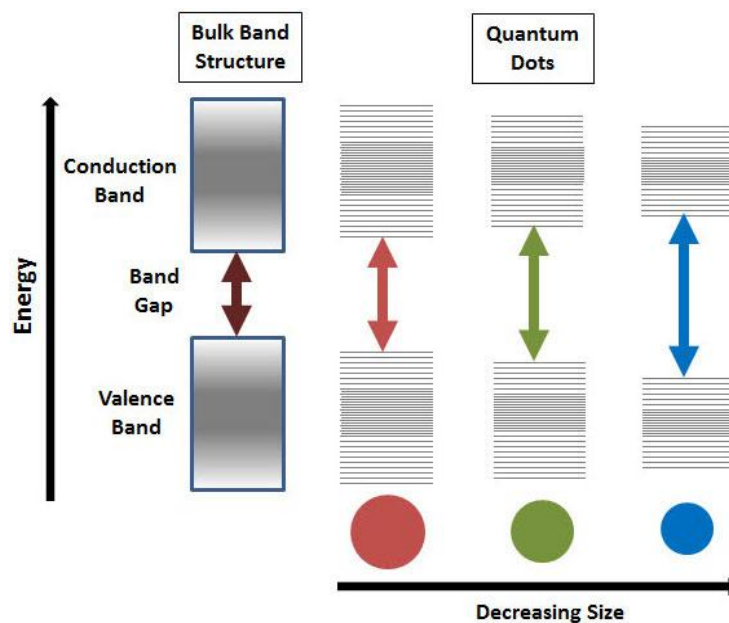 Bulk Band
Structure
Quantum
Dots
Conduction
Band
Band
Gap
Energy
Valence
Band
Decreasing Size